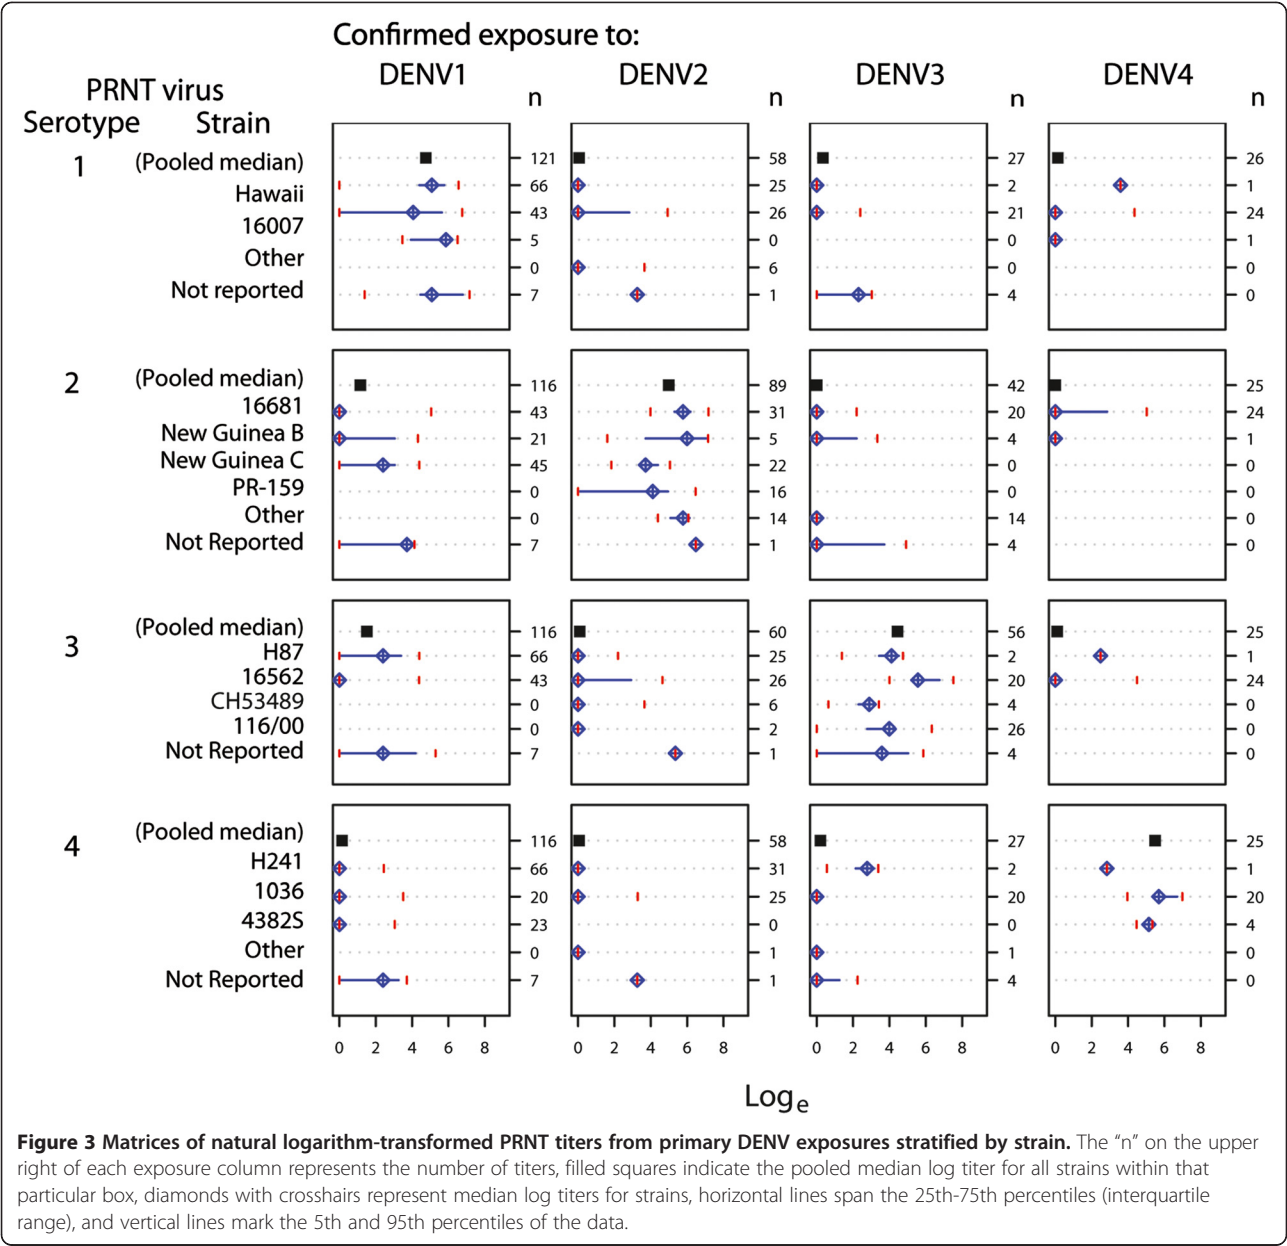 Confirmed exposure to:
DENV1 DENV2 DENV3 DENV4
PRNT virus n n n n
Serotype Strain
1 (Pooled median) 121 58 27 26
Hawaii 66 25 2 1
16007 43 26 21 24
5 0 0 1
Other 0 6 0 0
Not reported 7 1 4 0
2 (Pooled median) 116 89 42 25
16681 43 31 20 24
New Guinea B 21 5 4 1
New Guinea C 45 22 0 0
PR-159 0 16 0 0
Other 0 14 14 0
Not Reported 7 1 4 0
3 (Pooled median) 116 60 56 25
H87 66 25 2 1
16562 43 26 20 24
CH53489 0 6 4 0
116/00 0 2 26 0
Not Reported 7 1 4 0
4 (Pooled median) 116 58 27 25
H241 66 31 2 1
1036 20 25 20 20
4382S 23 0 0 4
Other 0 1 1 0
Not Reported 7 1 4 0
0 2 4 6 8 0 2 4 6 8 0 2 4 6 8 0 2 4 6 8
Log e
Figure 3 Matrices of natural logarithm-transformed PRNT titers from primary DENV exposures stratified by strain. The “n” on the upper
right of each exposure column represents the number of titers, filled squares indicate the pooled median log titer for all strains within that
particular box, diamonds with crosshairs represent median log titers for strains, horizontal lines span the 25th-75th percentiles (interquartile
range), and vertical lines mark the 5th and 95th percentiles of the data.